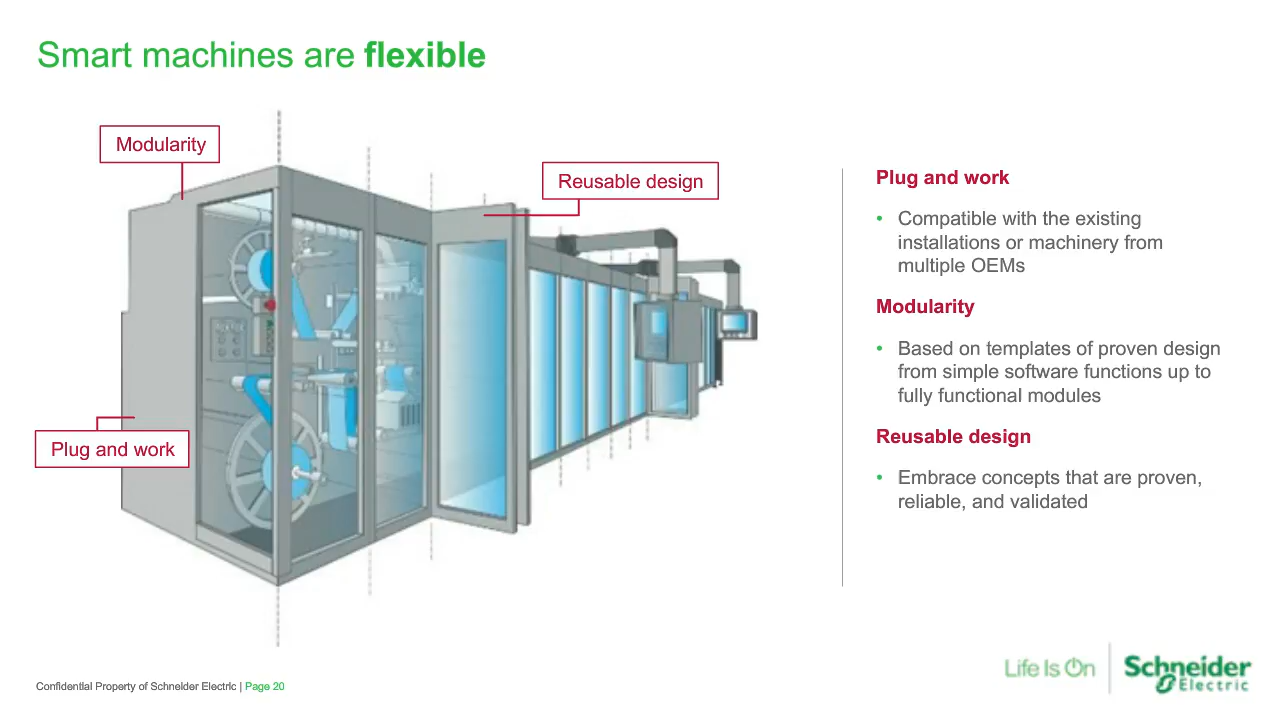 Smart machines are flexible
Modularity
Reusable design
Plug and work
Plug and work
• Compatible with the existing
installations or machinery from
multiple OEMs
Modularity
• Based on templates of proven design
from simple software functions up to
fully functional modules
Reusable design
• Embrace concepts that are proven,
reliable, and validated
Confidential Property of Schneider Electric | Page 20
Life Is On
Schneider
Electric